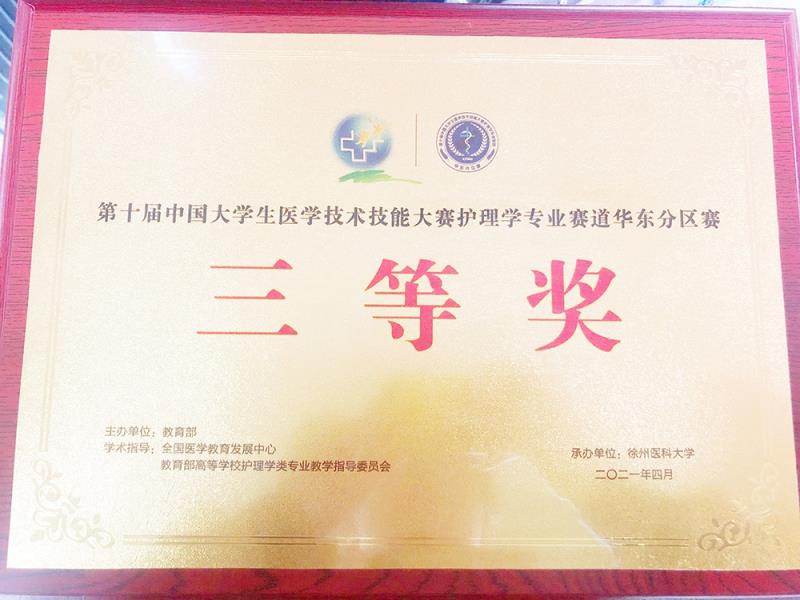 第十届中国大学生医学技术技能大赛护理学专业赛道华东分区赛
三等奖
主办单位：教育部
学术指导：全国医学教育发展中心
教育部高等学校护理学类专业教学指导委员会
承办单位：徐州医科大学
二〇二一年四月